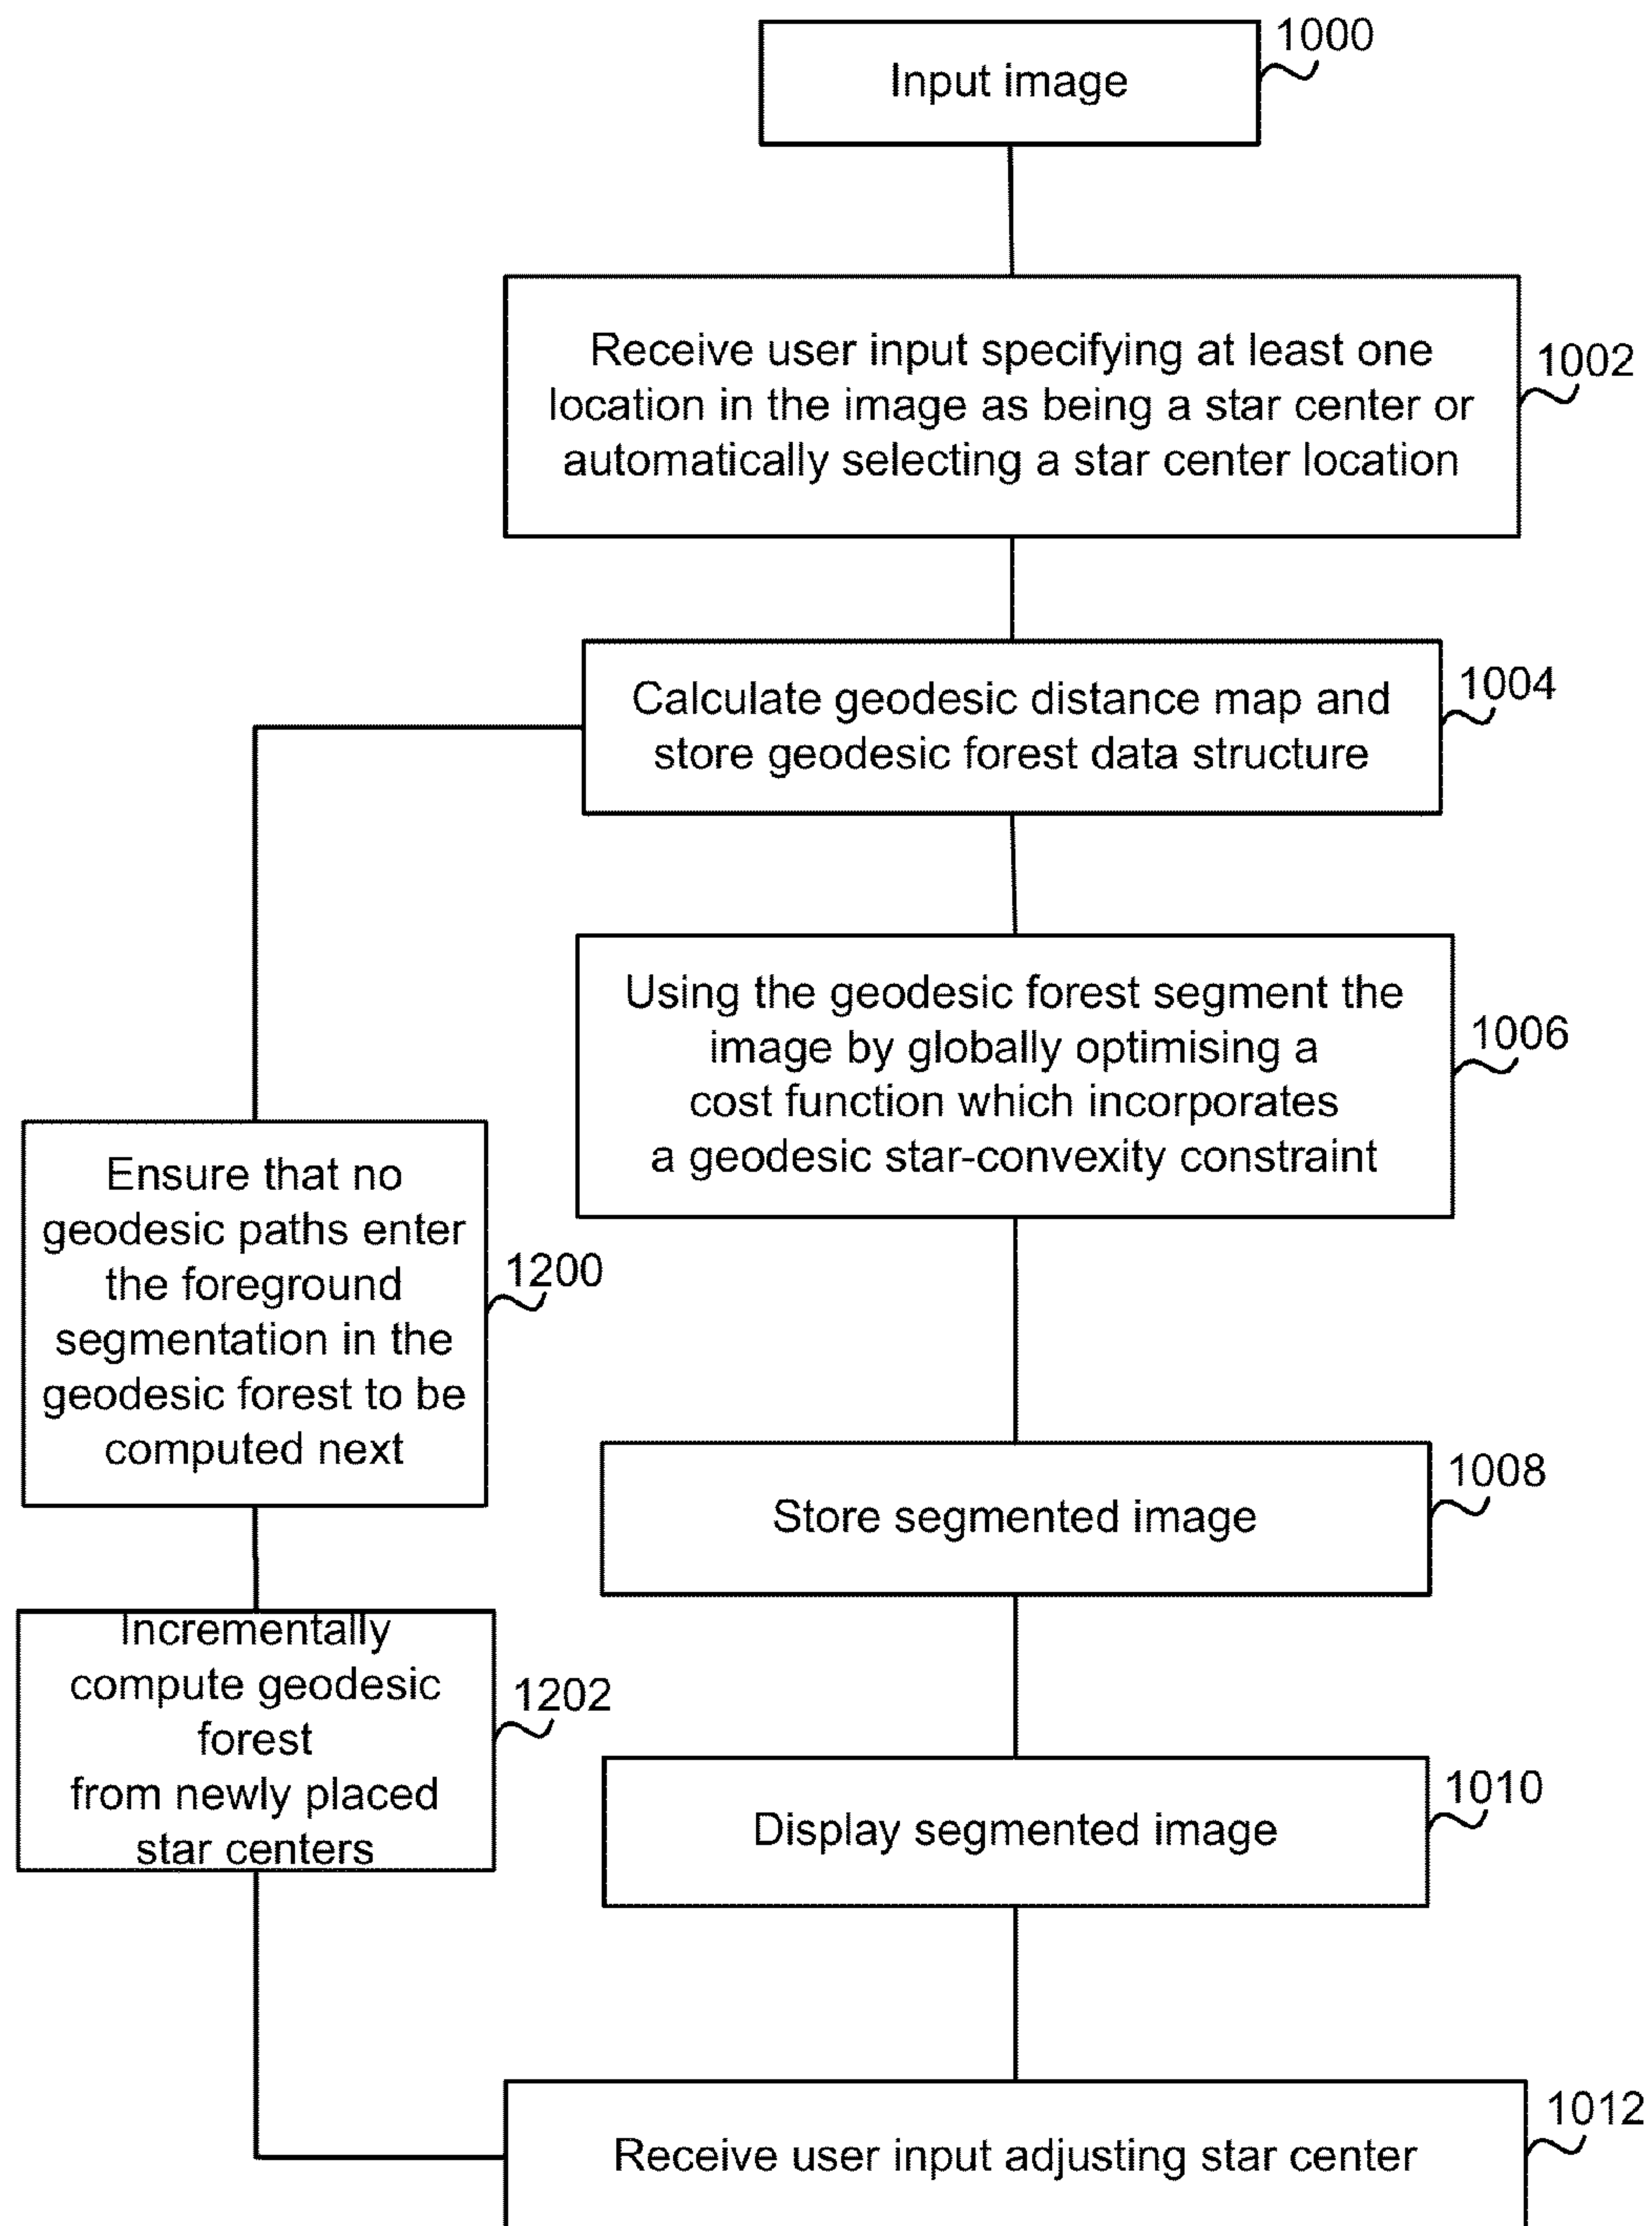 1000
Input image
Receive user input specifying at least one
location in the image as being a star center or
automatically selecting a star center location
1002
Calculate geodesic distance map and
store geodesic forest data structure
1004
Using the geodesic forest segment the
image by globally optimising a
cost function which incorporates
a geodesic star-convexity constraint
1006
Ensure that no
geodesic paths enter
the foreground
segmentation in the
geodesic forest to be
computed next
1200
Store segmented image
1008
Incrementally
compute geodesic
forest
from newly placed
star centers
1202
Display segmented image
1010
Receive user input adjusting star center
1012